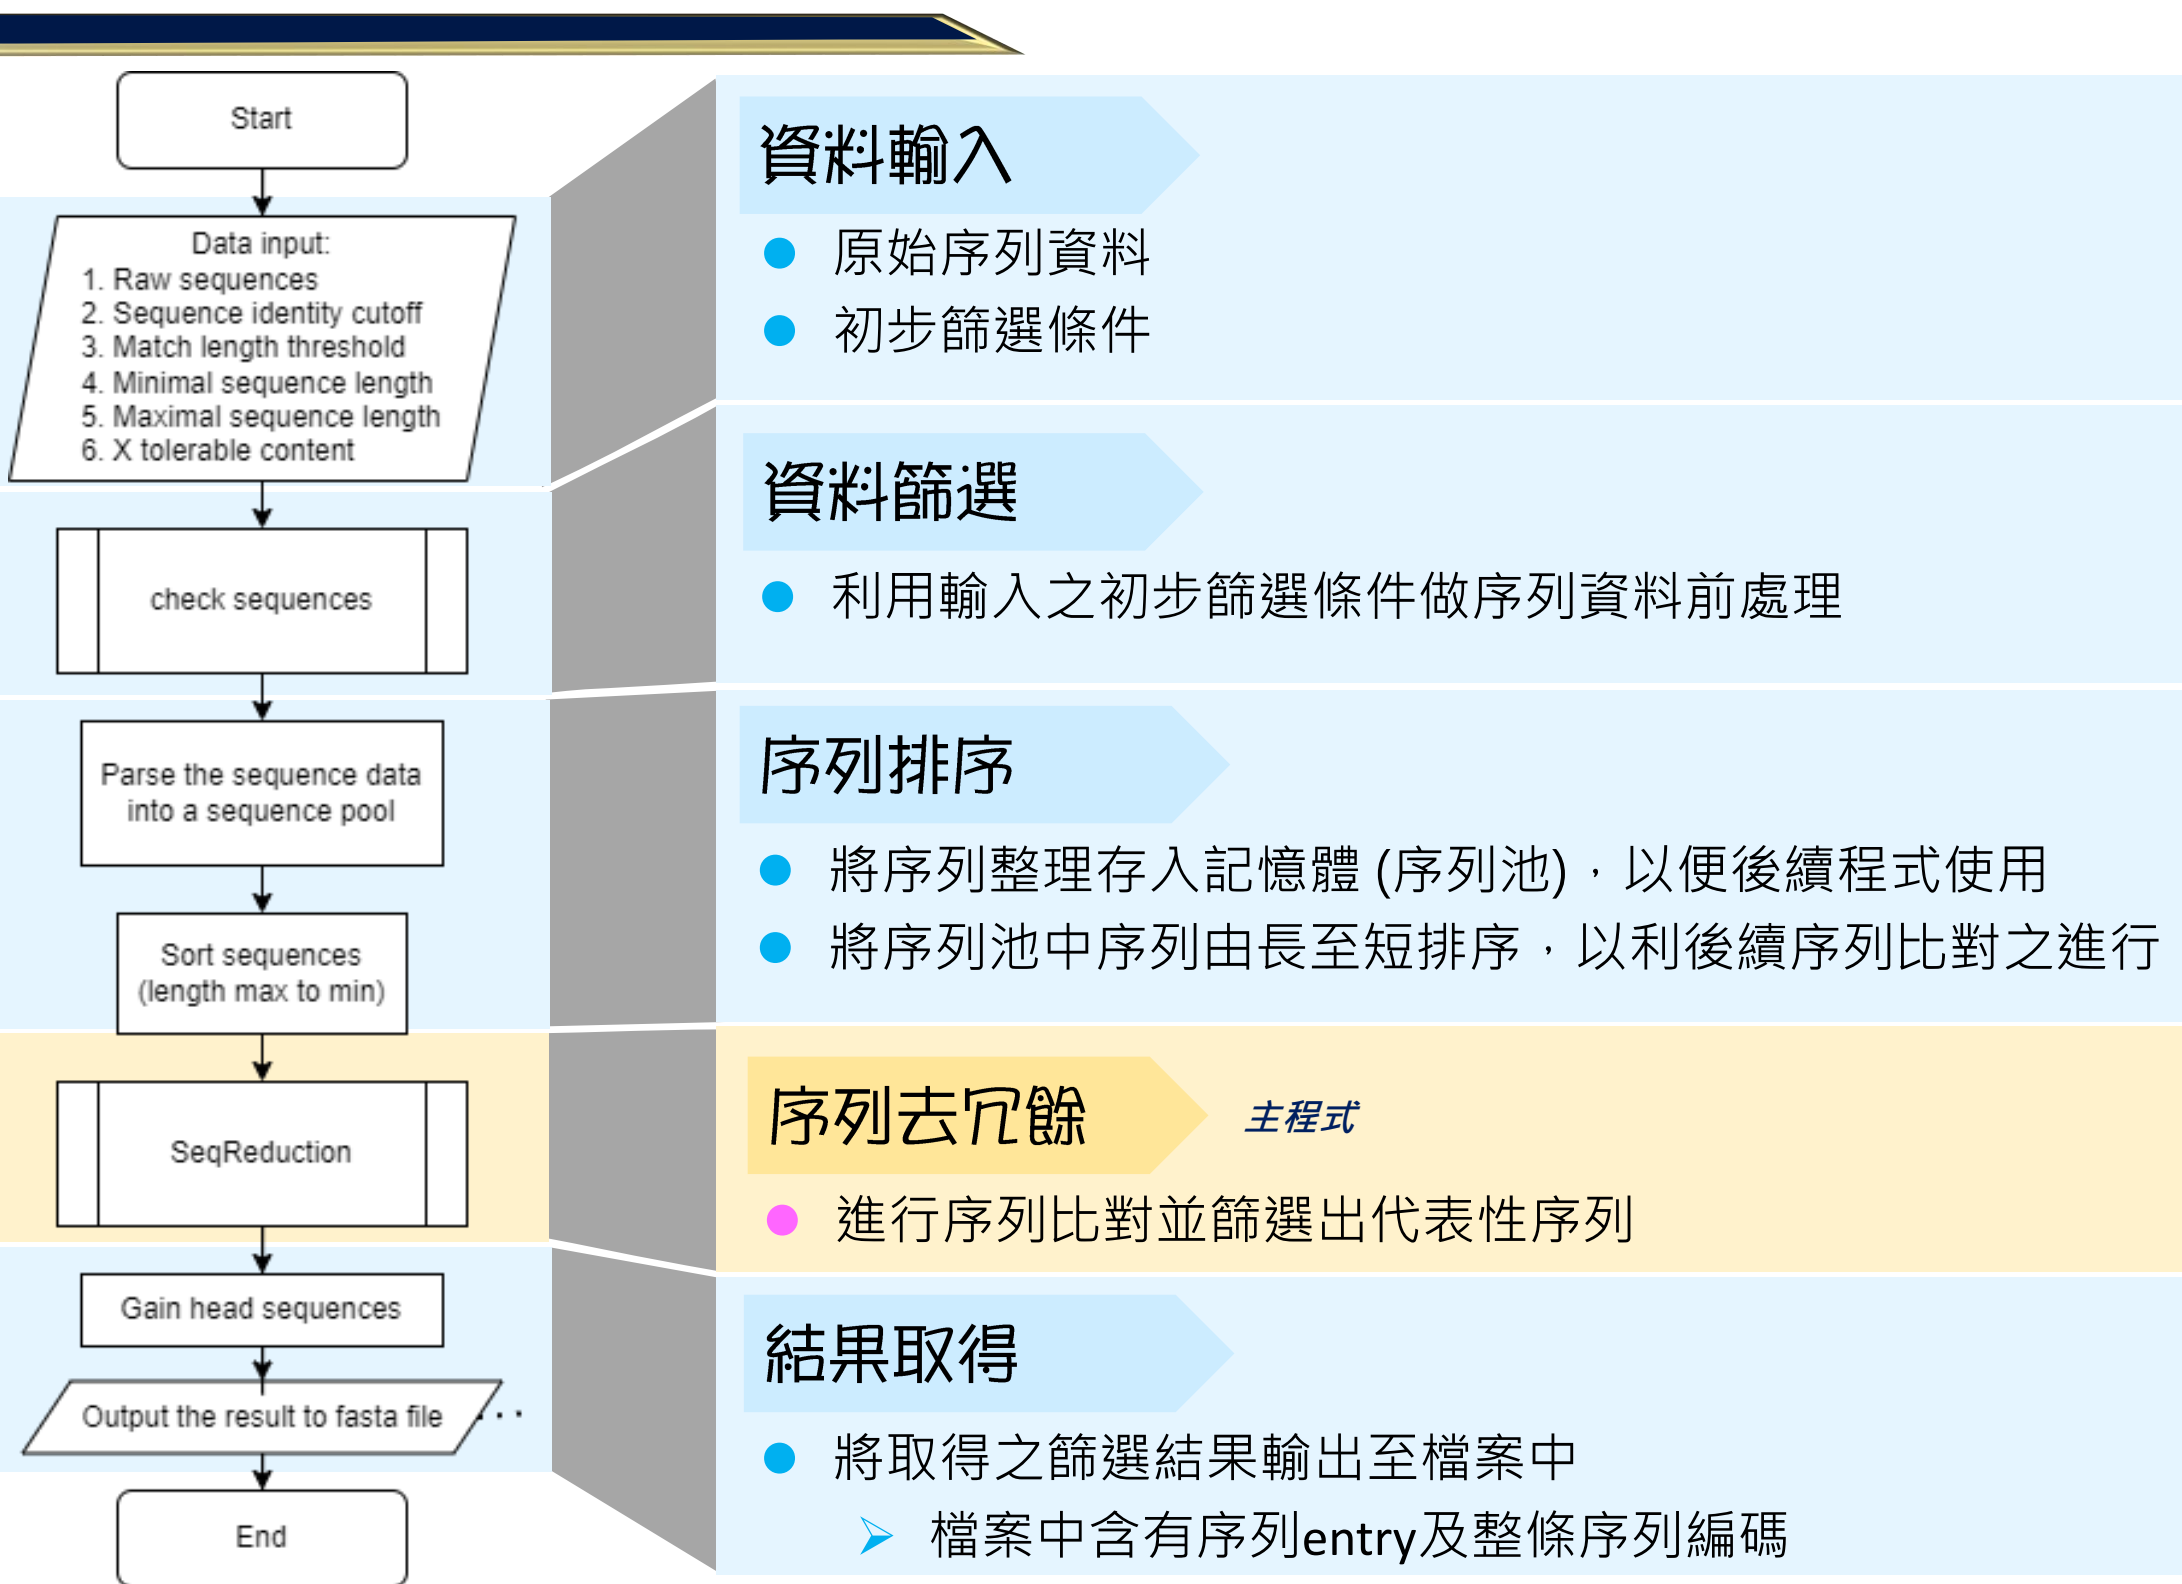 Start
Data input:
1. Raw sequences
2. Sequence identity cutoff
3. Match length threshold
4. Minimal sequence length
5. Maximal sequence length
6. X tolerable content
check sequences
Parse the sequence data
into a sequence pool
Sort sequences
(length max to min)
SeqReduction
Gain head sequences
Output the result to fasta file
End
資料輸入
原始序列資料
初步篩選條件
資料篩選
利用輸入之初步篩選條件做序列資料前處理
序列排序
將序列整理存入記憶體 (序列池)，以便後續程式使用
將序列池中序列由長至短排序，以利後續序列比對之進行
序列去冗餘
主程式
進行序列比對並篩選出代表性序列
結果取得
將取得之篩選結果輸出至檔案中
檔案中含有序列entry及整條序列編碼